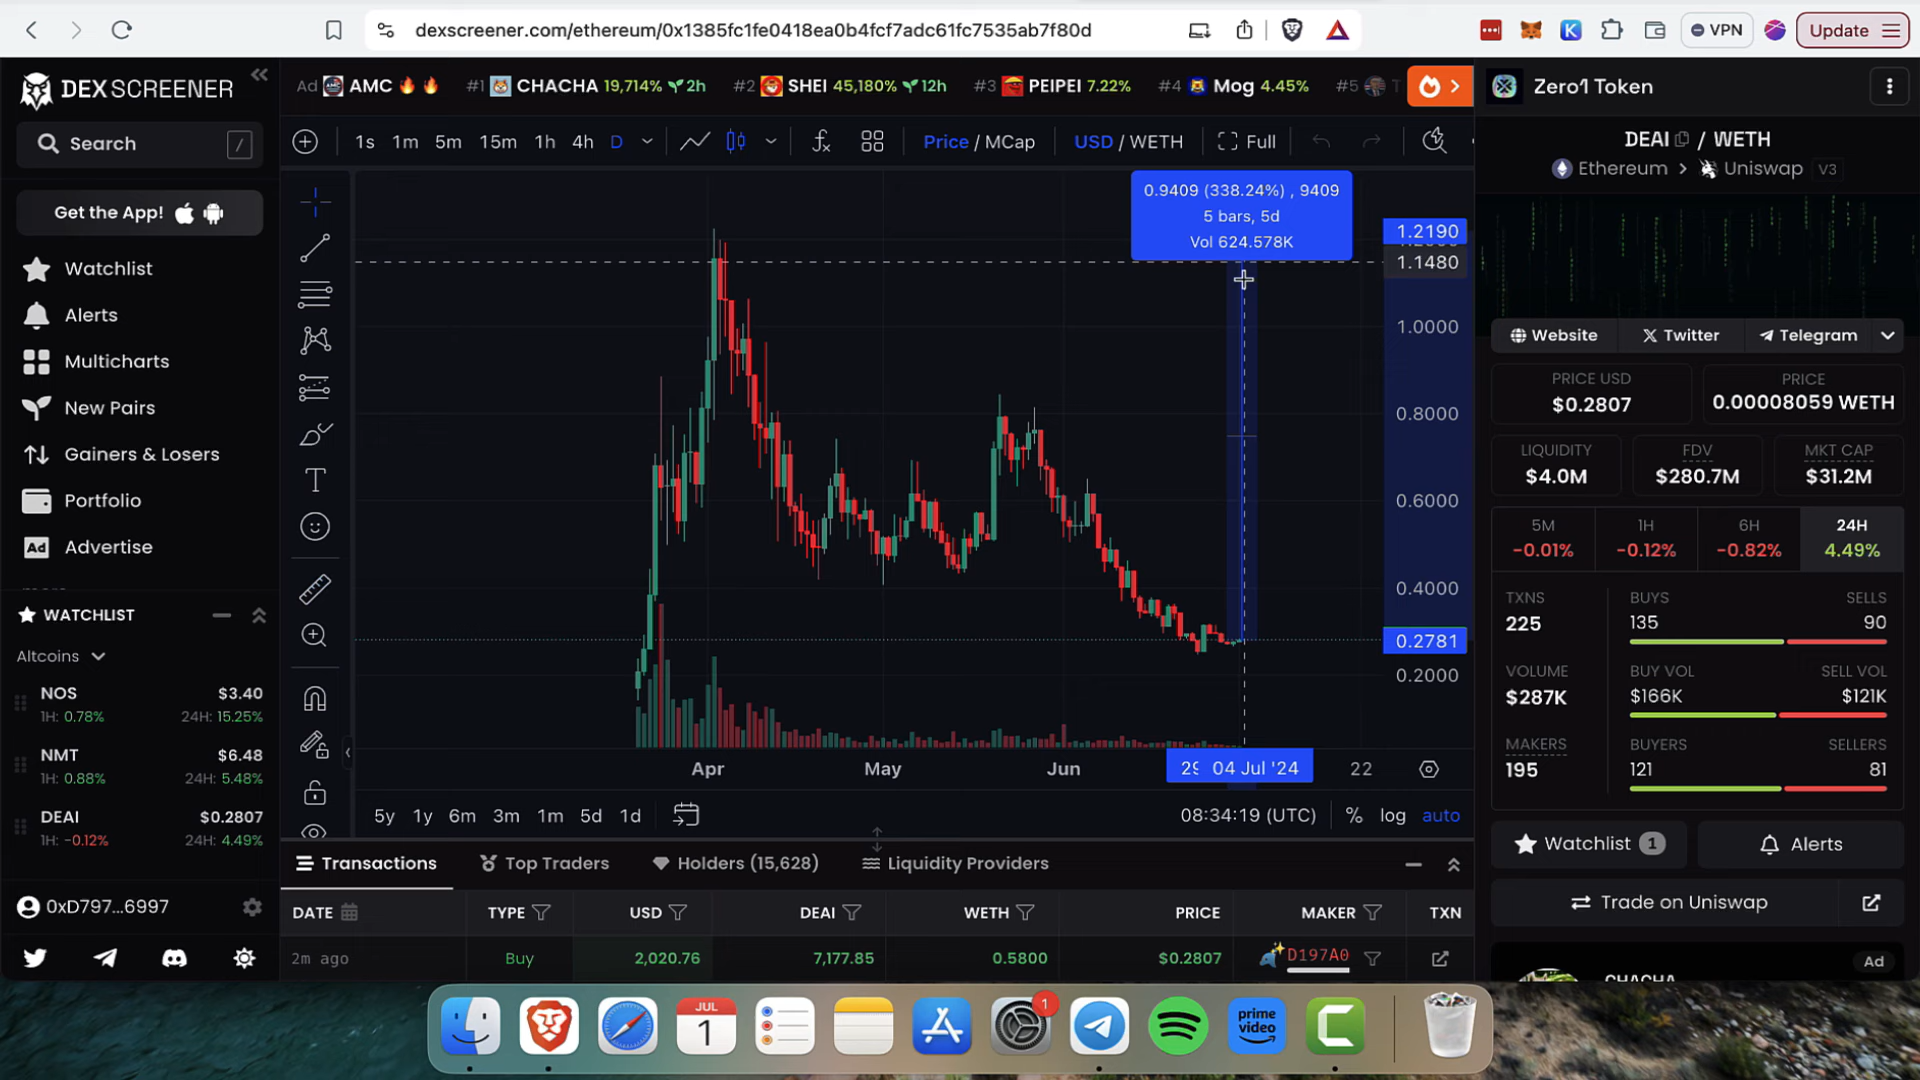 dexscreener.com/ethereum/0x1385fc1fe0418ea0b4fcf7adc61fc7535ab7f80d
VPN
Update
DEX SCREENER
Search /
Get the App!
Watchlist
Alerts
Multicharts
New Pairs
Gainers & Losers
Portfolio
Ad Advertise
WATCHLIST
Altcoins
NOS $3.40
1H: 0.78% 24H: 15.25%
NMT $6.48
1H: 0.88% 24H: 5.48%
DEAI $0.2807
1H: -0.12% 24H: 4.49%
0xD797...6997
Ad AMC #1 CHACHA 19,714% 2h #2 SHEI 45,180% 12h #3 PEIPEI 7.22% #4 Mog 4.45% #5
1s 1m 5m 15m 1h 4h D Price / MCap USD / WETH Full
0.9409 (338.24%) , 9409
5 bars, 5d
Vol 624.578K
1.2190
1.1480
1.0000
0.8000
0.6000
0.4000
0.2781
0.2000
Apr May Jun 29 04 Jul '24 22
5y 1y 6m 3m 1m 5d 1d 08:34:19 (UTC) % log auto
Transactions Top Traders Holders (15,628) Liquidity Providers
DATE TYPE USD DEAI WETH PRICE MAKER TXN
2m ago Buy 2,020.76 7,177.85 0.5800 $0.2807 D197A0
Zero1 Token
DEAI / WETH
Ethereum > Uniswap V3
Website Twitter Telegram
PRICE USD PRICE
$0.2807 0.00008059 WETH
LIQUIDITY FDV MKT CAP
$4.0M $280.7M $31.2M
5M 1H 6H 24H
-0.01% -0.12% -0.82% 4.49%
TXNS BUYS SELLS
225 135 90
VOLUME BUY VOL SELL VOL
$287K $166K $121K
MAKERS BUYERS SELLERS
195 121 81
Watchlist 1 Alerts
Trade on Uniswap
Ad
CHACHA
JUL
1
1
prime
video